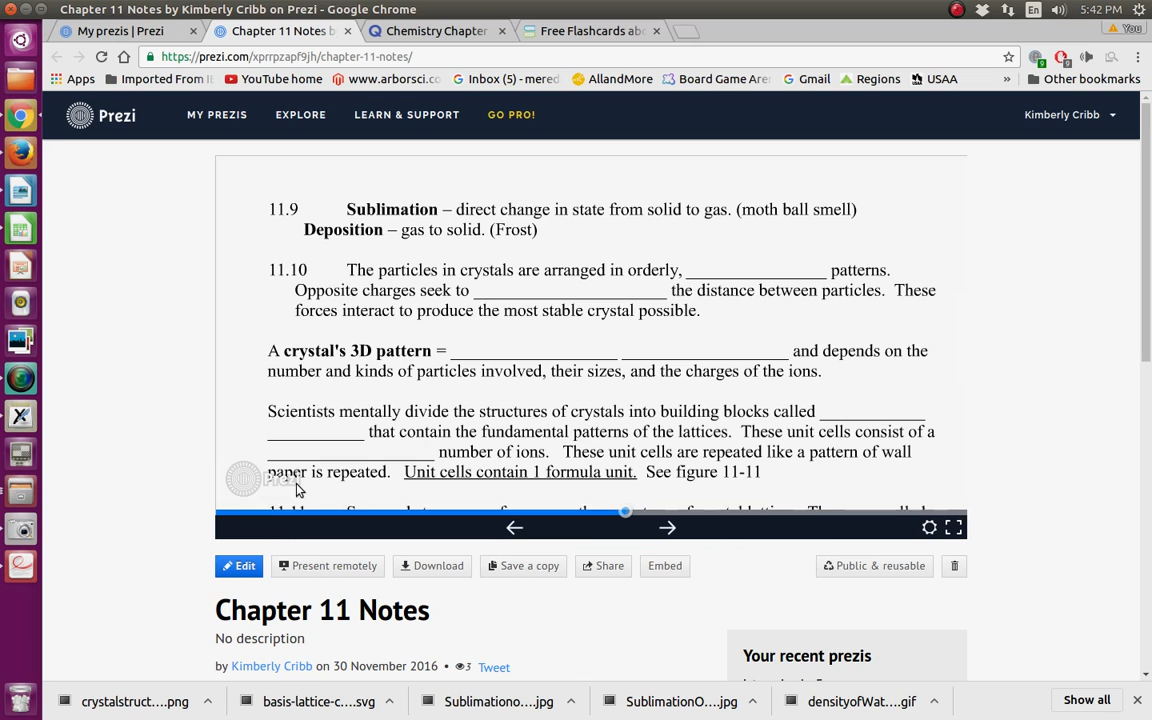 Chapter 11 Notes by Kimberly Cribb on Prezi - Google Chrome
En
5:42 PM
My prezis | Prezi
Chapter 11 Notes b
Chemistry Chapter
Free Flashcards abo
You
https://prezi.com/xprrpzapf9jh/chapter-11-notes/
9
9
Apps
Imported From IE
YouTube home
www.arborsci.co
Inbox (5) - mered
AllandMore
Board Game Aren
Gmail
Regions
USAA
»
Other bookmarks
Prezi
MY PREZIS
EXPLORE
LEARN & SUPPORT
GO PRO!
Kimberly Cribb
11.9 Sublimation – direct change in state from solid to gas. (moth ball smell)
Deposition – gas to solid. (Frost)
11.10 The particles in crystals are arranged in orderly, ________________ patterns.
Opposite charges seek to ______________________ the distance between particles. These
forces interact to produce the most stable crystal possible.
A crystal's 3D pattern = ___________________ ___________________ and depends on the
number and kinds of particles involved, their sizes, and the charges of the ions.
Scientists mentally divide the structures of crystals into building blocks called ____________
___________ that contain the fundamental patterns of the lattices. These unit cells consist of a
___________________ number of ions. These unit cells are repeated like a pattern of wall
paper is repeated. Unit cells contain 1 formula unit. See figure 11-11
Prezi
Edit
Present remotely
Download
Save a copy
Share
Embed
Public & reusable
Chapter 11 Notes
No description
by Kimberly Cribb on 30 November 2016 • 3 Tweet
Your recent prezis
crystalstruct....png
basis-lattice-c....svg
Sublimationo....jpg
SublimationO....jpg
densityofWat....gif
Show all